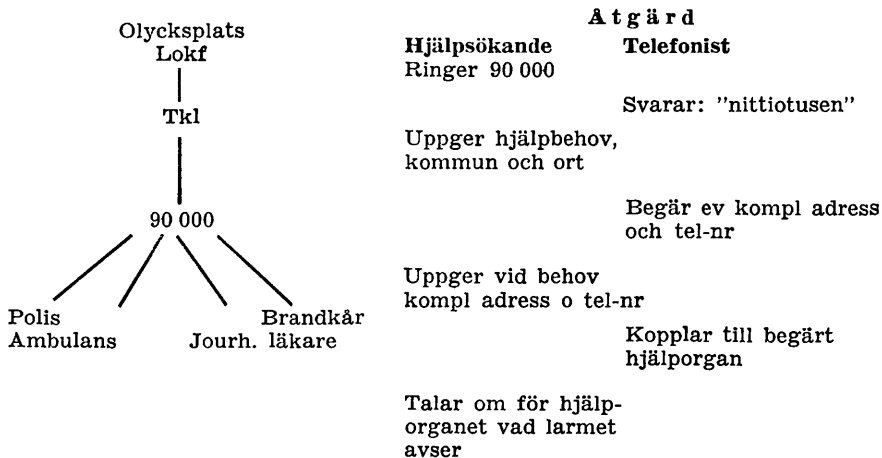 Olycksplats
Lokf
Tkl
90 000
Polis
Ambulans
Brandkår
Jourh. läkare
Åtgärd
Hjälpsökande
Ringer 90 000
Telefonist
Svarar: "nittiotusen"
Uppger hjälpbehov,
kommun och ort
Begär ev kompl adress
och tel-nr
Uppger vid behov
kompl adress o tel-nr
Kopplar till begärt
hjälporgan
Talar om för hjälp-
organet vad larmet
avser